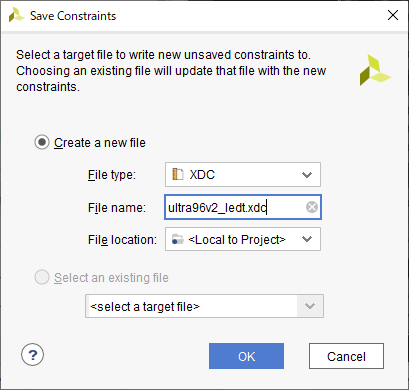 Save Constraints
Select a target file to write new unsaved constraints to.
Choosing an existing file will update that file with the new
constraints.
Create a new file
File type: XDC
File name: ultra96v2_ledt.xdc
File location: <Local to Project>
Select an existing file
<select a target file>
? OK Cancel